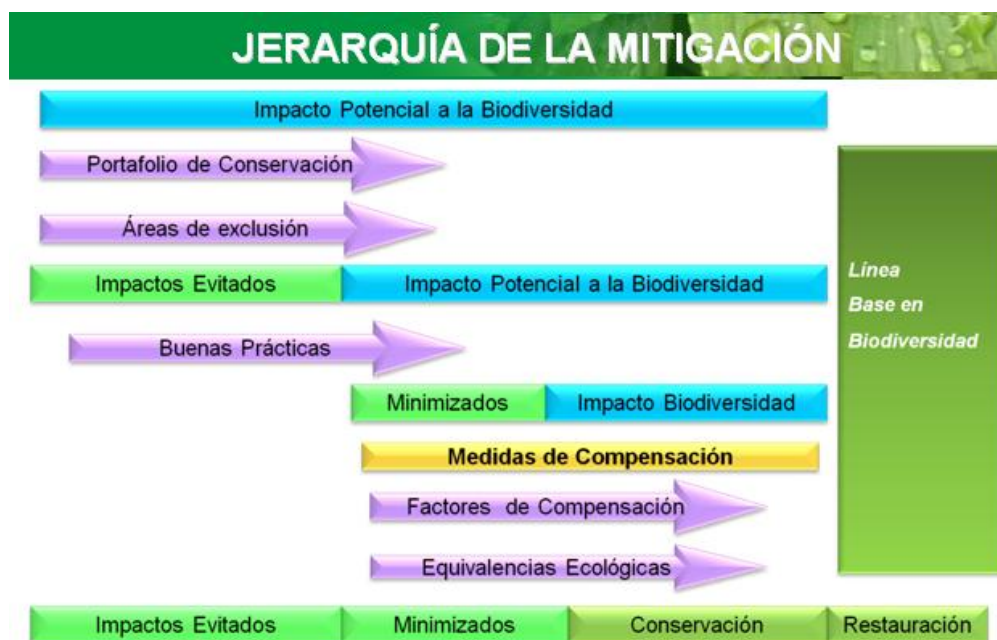 JERARQUÍA DE LA MITIGACIÓN
Impacto Potencial a la Biodiversidad
Portafolio de Conservación
Áreas de exclusión
Impactos Evitados
Impacto Potencial a la Biodiversidad
Línea
Base en
Biodiversidad
Buenas Prácticas
Minimizados
Impacto Biodiversidad
Medidas de Compensación
Factores de Compensación
Equivalencias Ecológicas
Impactos Evitados
Minimizados
Conservación
Restauración